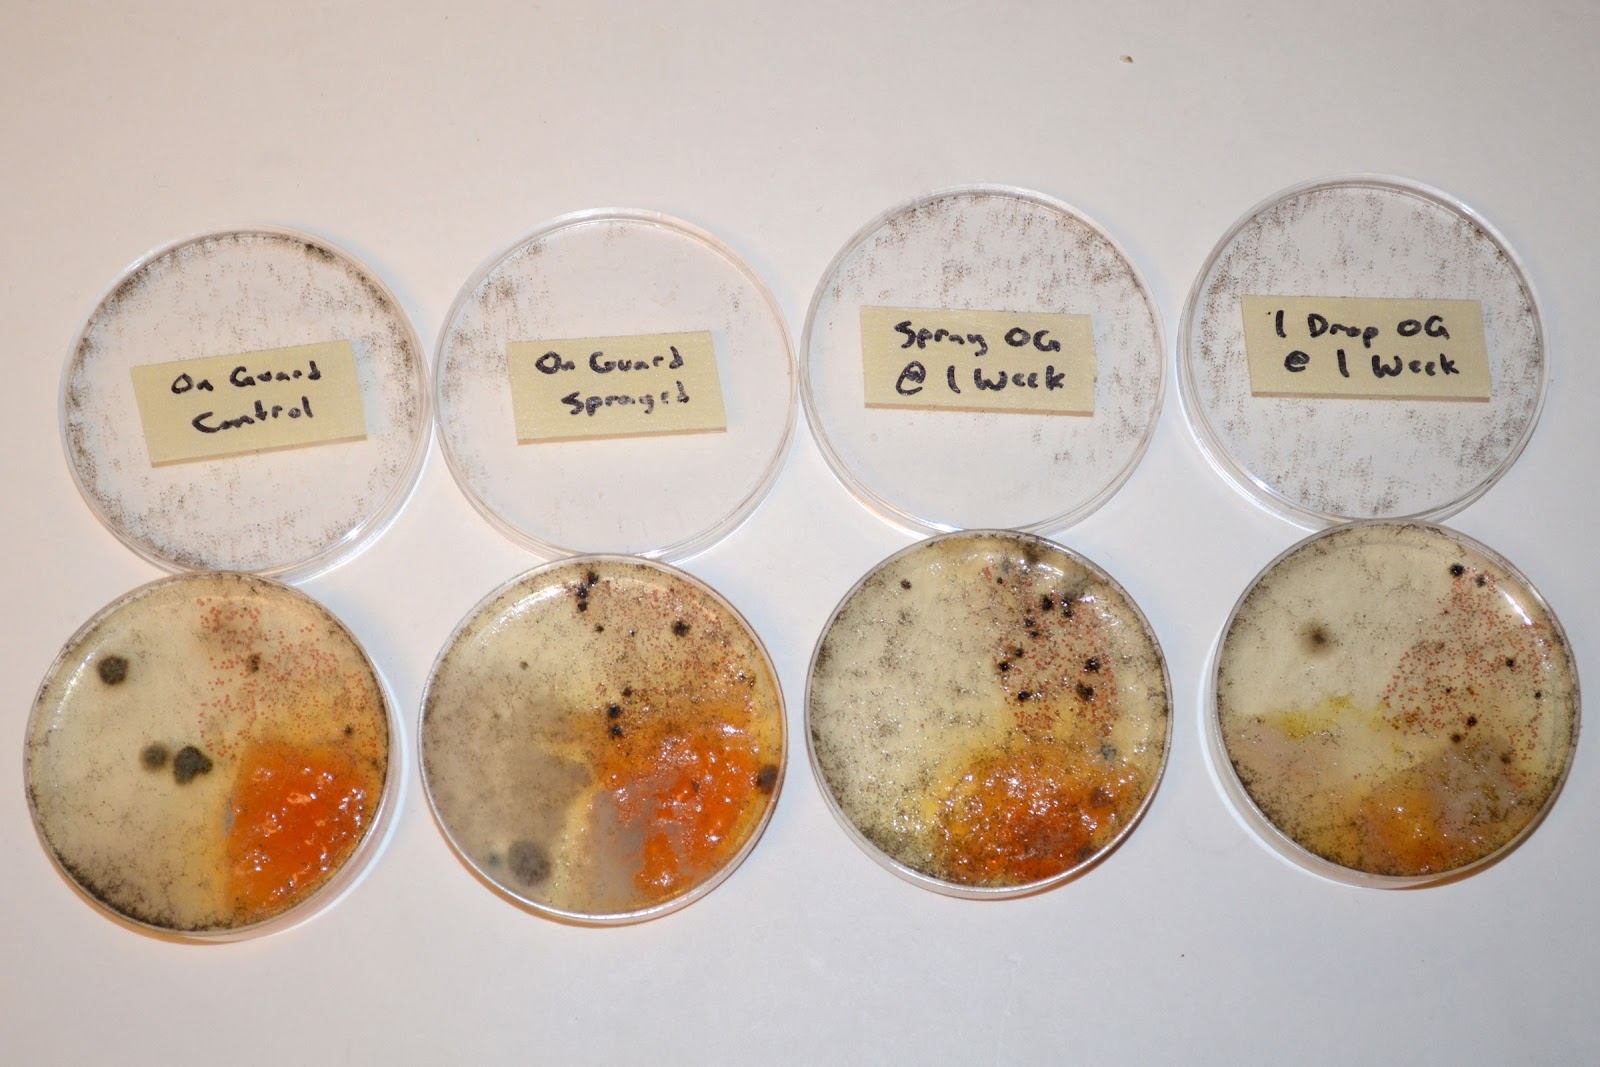 On Guard
Control
On Guard
Sprayed
Spray OG
@ 1 Week
1 Drop OG
@ 1 Week